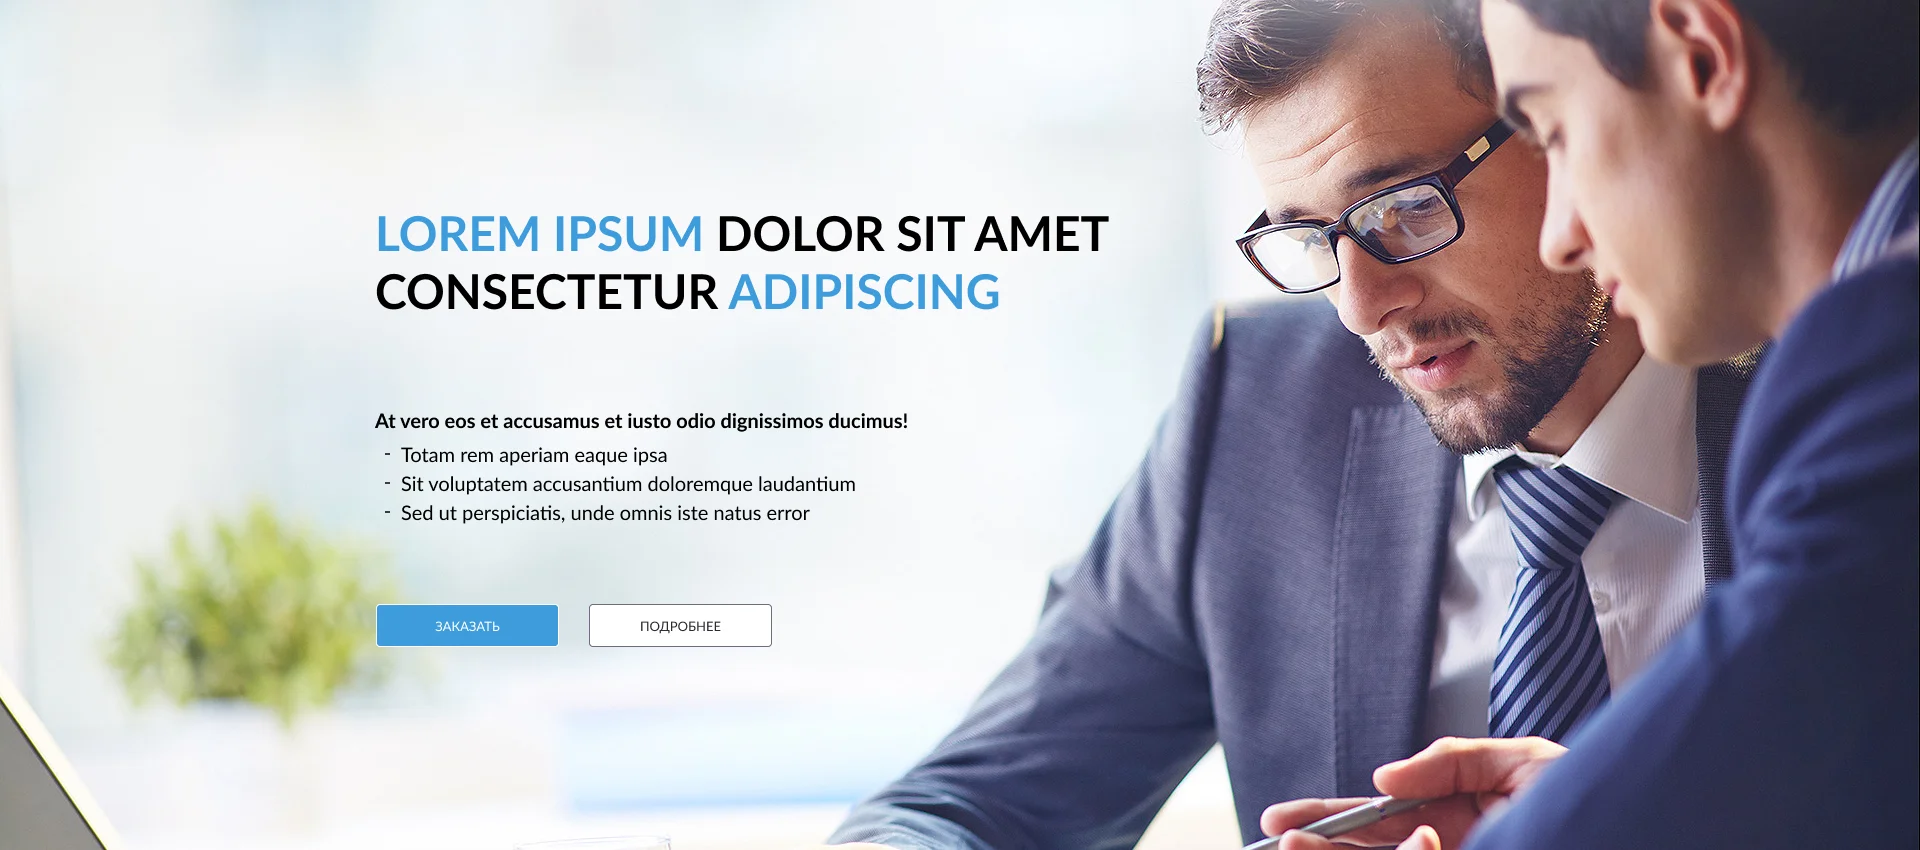 LOREM IPSUM DOLOR SIT AMET
CONSECTETUR ADIPISCING
At vero eos et accusamus et iusto odio dignissimos ducimus!
- Totam rem aperiam eaque ipsa
- Sit voluptatem accusantium doloremque laudantium
- Sed ut perspiciatis, unde omnis iste natus error
ЗАКАЗАТЬ
ПОДРОБНЕЕ